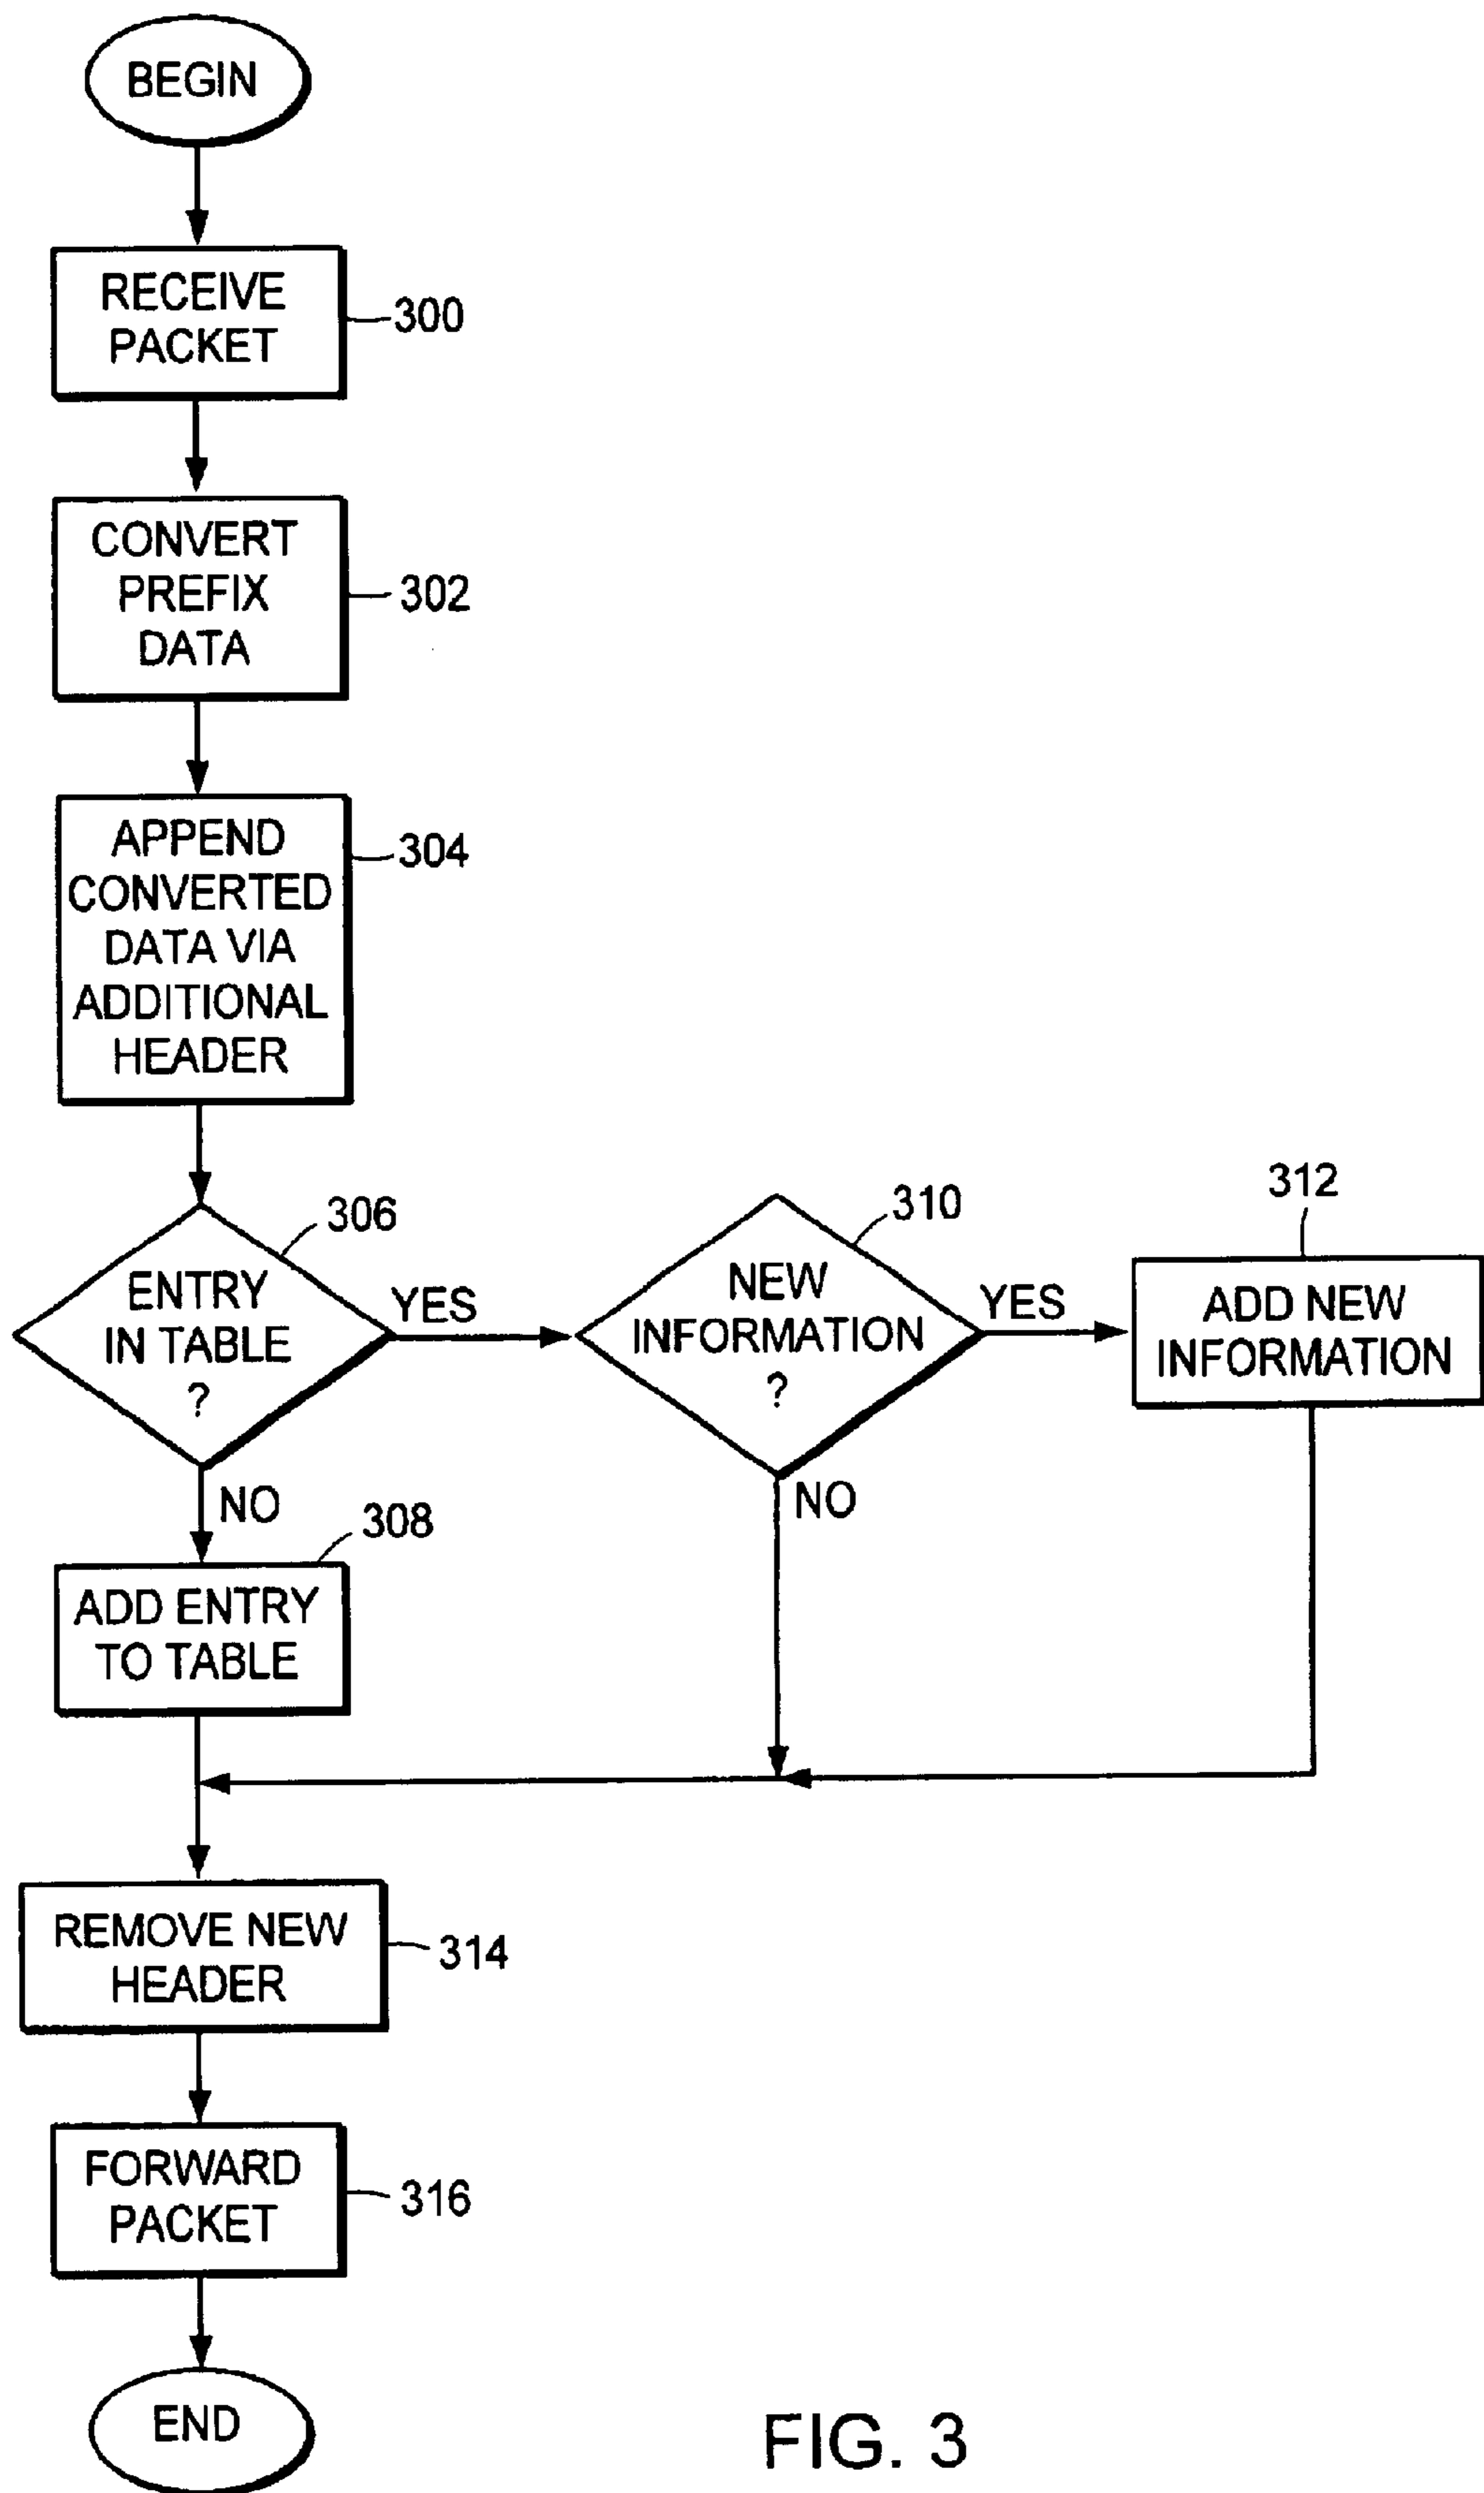 BEGIN
RECEIVE
PACKET
300
CONVERT
PREFIX
DATA
302
APPEND
CONVERTED
DATA VIA
ADDITIONAL
HEADER
304
306
ENTRY
IN TABLE
?
YES
310
NEW
INFORMATION
?
YES
312
ADD NEW
INFORMATION
NO
NO
308
ADD ENTRY
TO TABLE
REMOVE NEW
HEADER
314
FORWARD
PACKET
316
END
FIG. 3